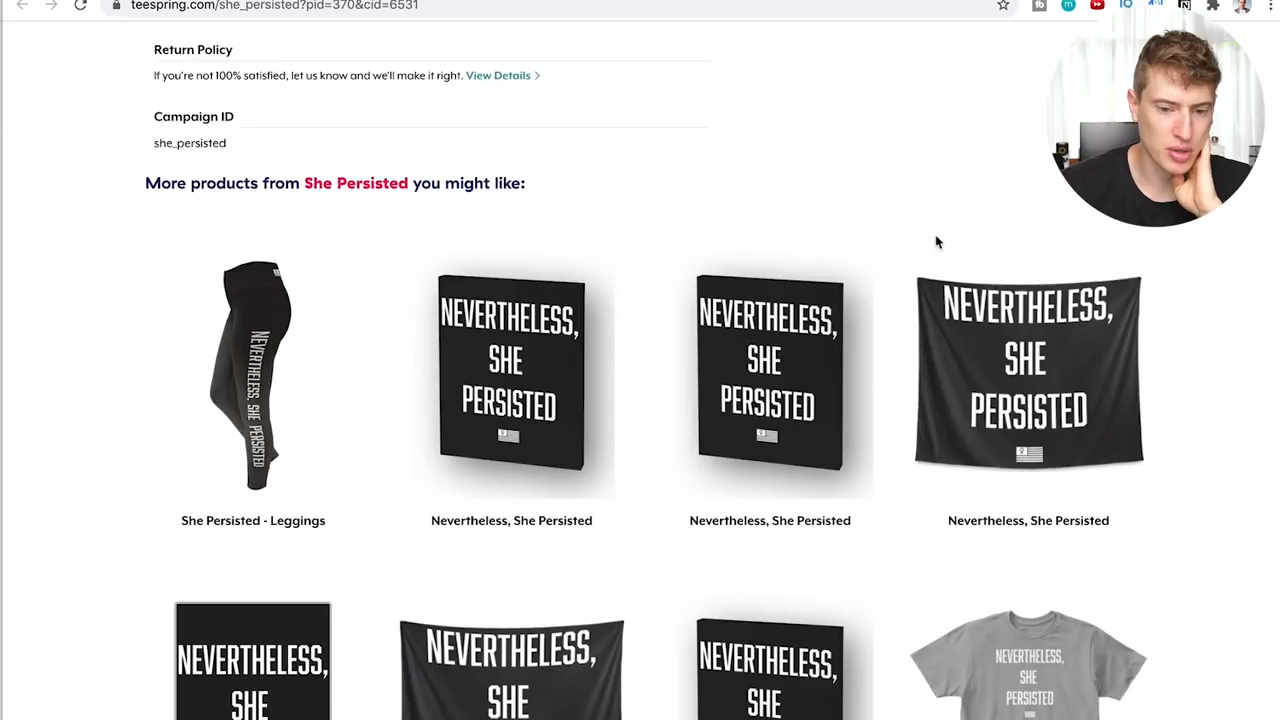 teespring.com/she_persisted?pid=370&cid=6531
Return Policy
If you're not 100% satisfied, let us know and we'll make it right. View Details >
Campaign ID
she_persisted
More products from She Persisted you might like:
NEVERTHELESS, SHE PERSISTED
NEVERTHELESS,
SHE
PERSISTED
NEVERTHELESS,
SHE
PERSISTED
NEVERTHELESS,
SHE
PERSISTED
She Persisted - Leggings
Nevertheless, She Persisted
Nevertheless, She Persisted
Nevertheless, She Persisted
NEVERTHELESS,
SHE
NEVERTHELESS,
SHE
NEVERTHELESS,
SHE
NEVERTHELESS,
SHE
PERSISTED